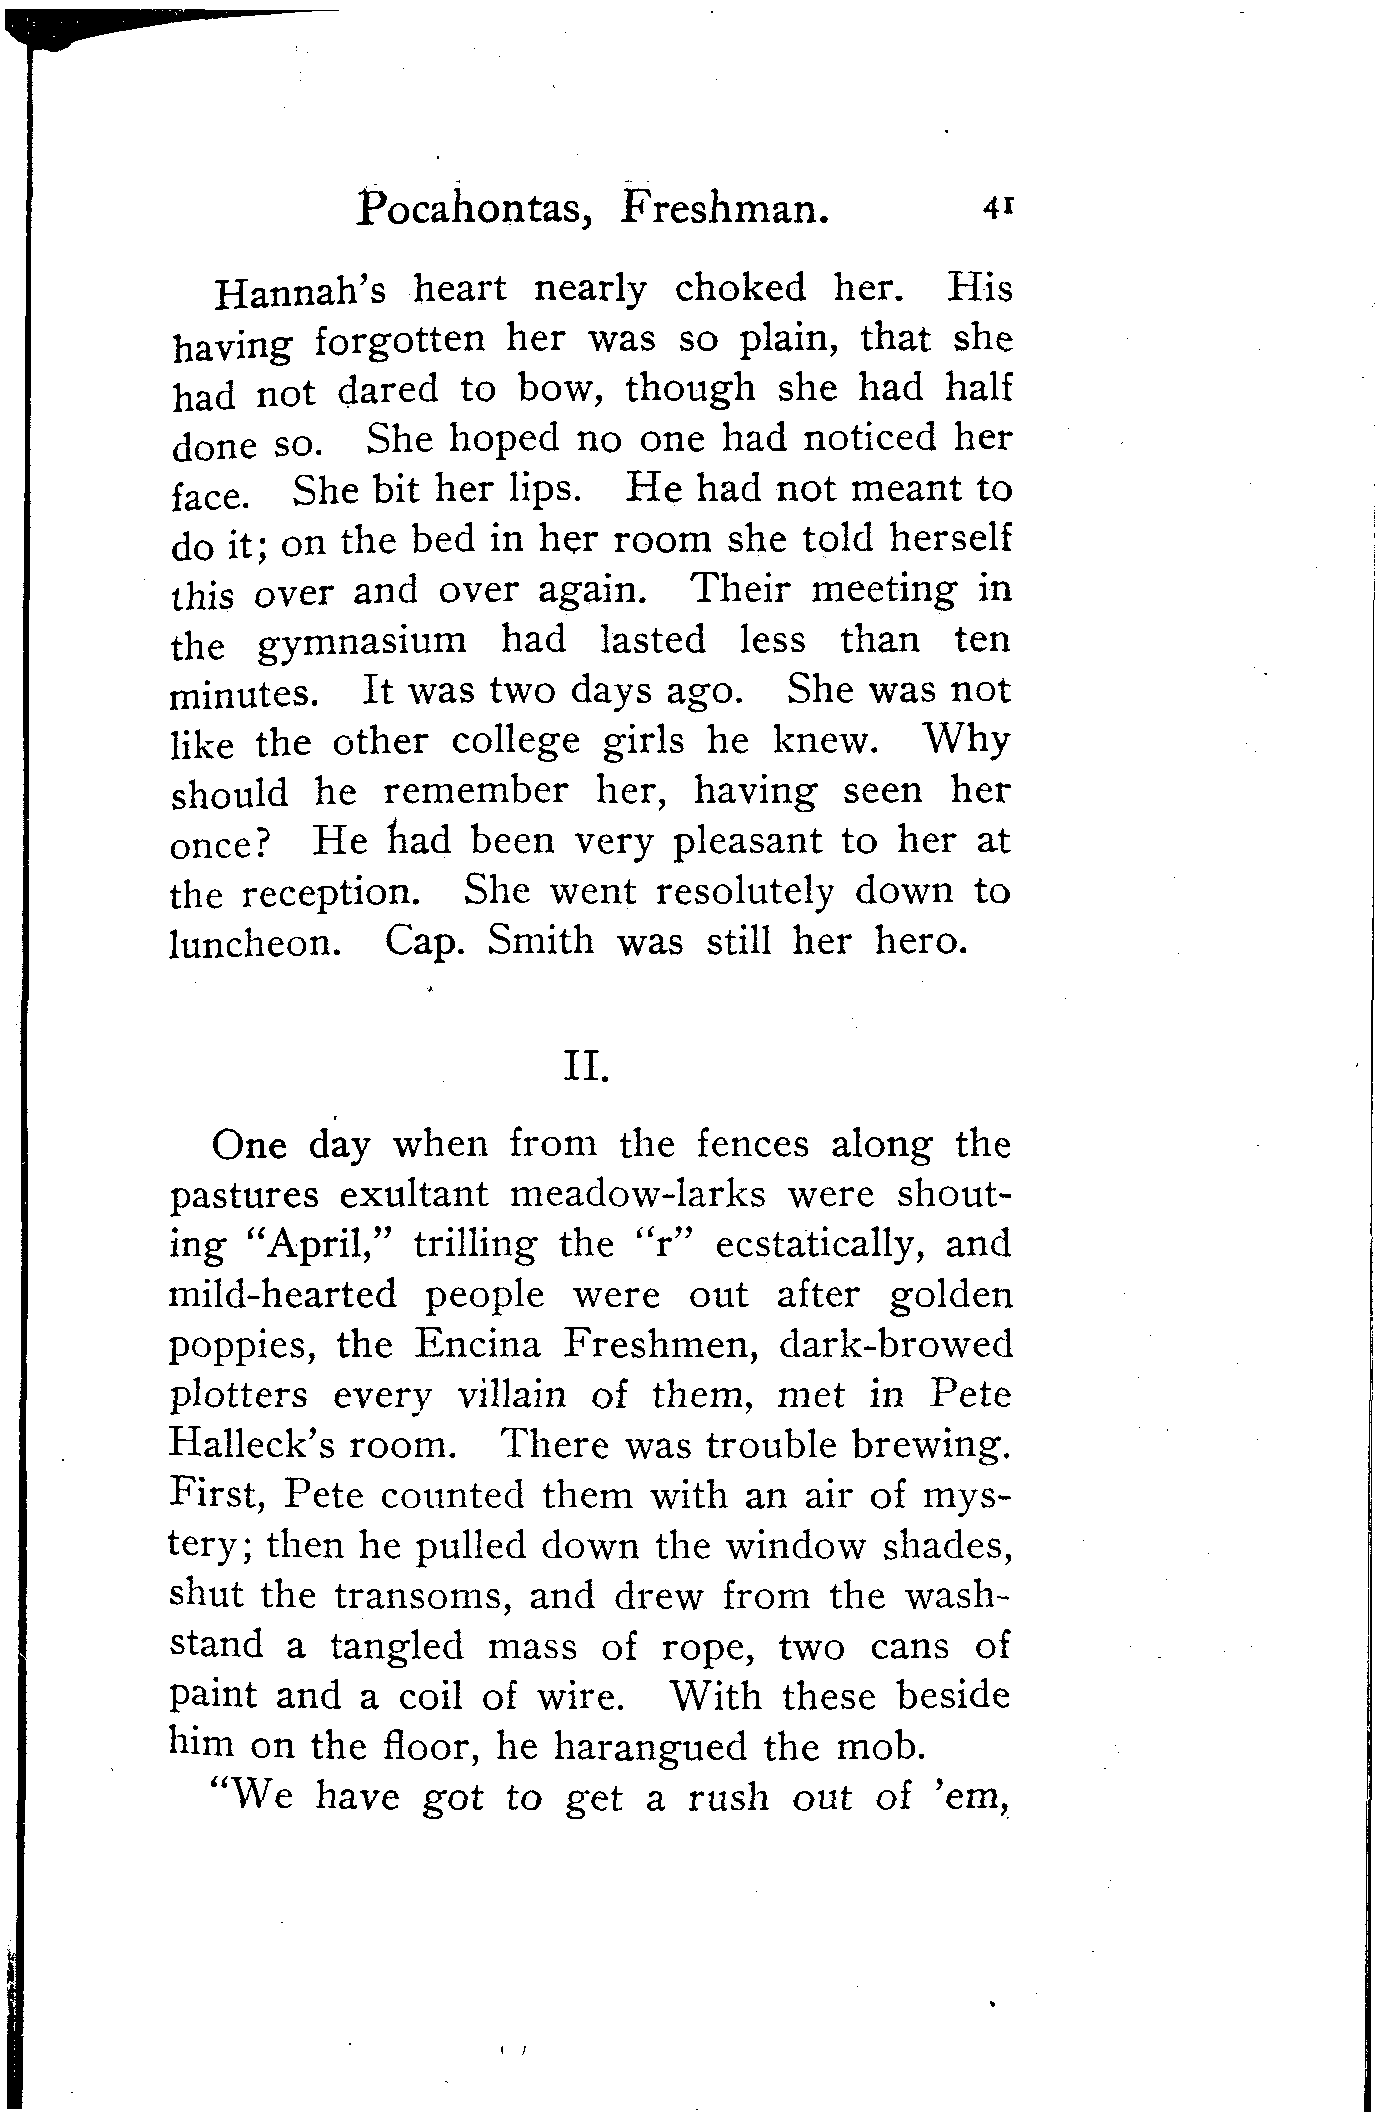 Pocahontas, Freshman. 41
Hannah's heart nearly choked her. His
having forgotten her was so plain, that she
had not dared to bow, though she had half
done so. She hoped no one had noticed her
face. She bit her lips. He had not meant to
do it; on the bed in her room she told herself
this over and over again. Their meeting in
the gymnasium had lasted less than ten
minutes. It was two days ago. She was not
like the other college girls he knew. Why
should he remember her, having seen her
once? He had been very pleasant to her at
the reception. She went resolutely down to
luncheon. Cap. Smith was still her hero.
II.
One day when from the fences along the
pastures exultant meadow-larks were shout-
ing "April," trilling the "r" ecstatically, and
mild-hearted people were out after golden
poppies, the Encina Freshmen, dark-browed
plotters every villain of them, met in Pete
Halleck's room. There was trouble brewing.
First, Pete counted them with an air of mys-
tery; then he pulled down the window shades,
shut the transoms, and drew from the wash-
stand a tangled mass of rope, two cans of
paint and a coil of wire. With these beside
him on the floor, he harangued the mob.
"We have got to get a rush out of 'em,